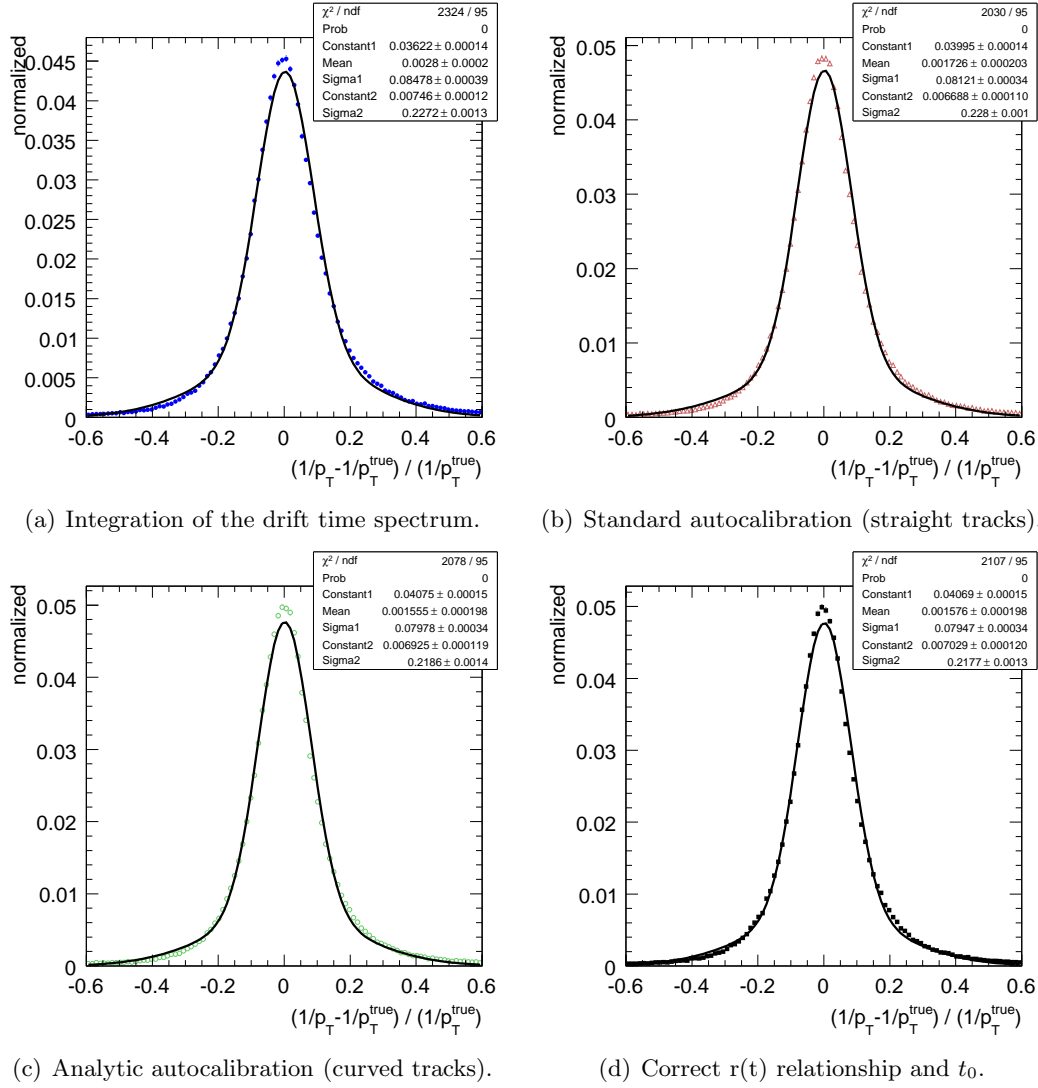 χ² / ndf 2324 / 95
Prob 0
Constant1 0.03622 ± 0.00014
Mean 0.0028 ± 0.0002
Sigma1 0.08478 ± 0.00039
Constant2 0.00746 ± 0.00012
Sigma2 0.2272 ± 0.0013
normalized
0.045
0.04
0.035
0.03
0.025
0.02
0.015
0.01
0.005
0
-0.6 -0.4 -0.2 0 0.2 0.4 0.6
(1/p_T-1/p_T^true) / (1/p_T^true)
(a) Integration of the drift time spectrum.
χ² / ndf 2030 / 95
Prob 0
Constant1 0.03995 ± 0.00014
Mean 0.001726 ± 0.000203
Sigma1 0.08121 ± 0.00034
Constant2 0.006688 ± 0.000110
Sigma2 0.228 ± 0.001
normalized
0.05
0.04
0.03
0.02
0.01
0
-0.6 -0.4 -0.2 0 0.2 0.4 0.6
(1/p_T-1/p_T^true) / (1/p_T^true)
(b) Standard autocalibration (straight tracks).
χ² / ndf 2078 / 95
Prob 0
Constant1 0.04075 ± 0.00015
Mean 0.001555 ± 0.000198
Sigma1 0.07978 ± 0.00034
Constant2 0.006925 ± 0.000119
Sigma2 0.2186 ± 0.0014
normalized
0.05
0.04
0.03
0.02
0.01
0
-0.6 -0.4 -0.2 0 0.2 0.4 0.6
(1/p_T-1/p_T^true) / (1/p_T^true)
(c) Analytic autocalibration (curved tracks).
χ² / ndf 2107 / 95
Prob 0
Constant1 0.04069 ± 0.00015
Mean 0.001576 ± 0.000198
Sigma1 0.07947 ± 0.00034
Constant2 0.007029 ± 0.000120
Sigma2 0.2177 ± 0.0013
normalized
0.05
0.04
0.03
0.02
0.01
0
-0.6 -0.4 -0.2 0 0.2 0.4 0.6
(1/p_T-1/p_T^true) / (1/p_T^true)
(d) Correct r(t) relationship and t₀.